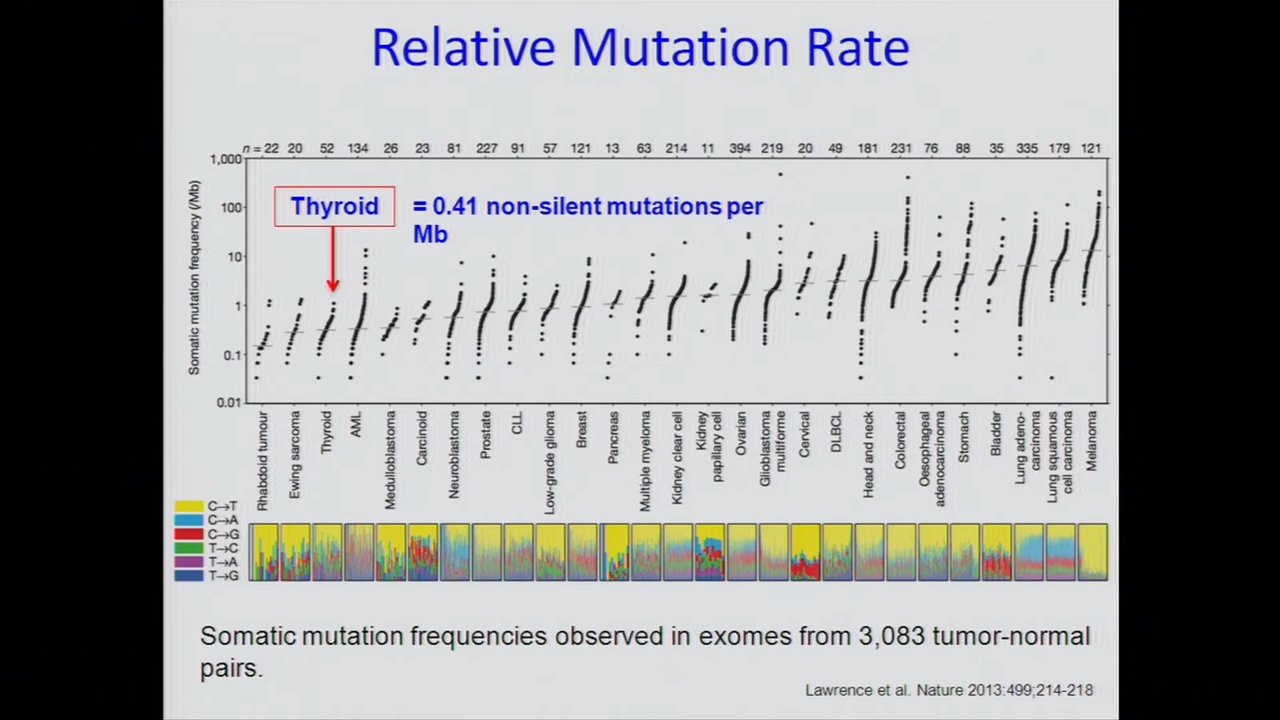 Relative Mutation Rate
n = 22 20 52 134 26 23 81 227 91 57 121 13 63 214 11 394 219 20 49 181 231 76 88 35 335 179 121
Somatic mutation frequency (/Mb)
1,000
100
10
1
0.1
0.01
Thyroid
= 0.41 non-silent mutations per
Mb
Rhabdoid tumour
Ewing sarcoma
Thyroid
AML
Medulloblastoma
Carcinoid
Neuroblastoma
Prostate
CLL
Low-grade glioma
Breast
Pancreas
Multiple myeloma
Kidney clear cell
Kidney
papillary cell
Ovarian
Glioblastoma
multiforme
Cervical
DLBCL
Head and neck
Colorectal
Oesophageal
adenocarcinoma
Stomach
Bladder
Lung adeno-
carcinoma
Lung squamous
cell carcinoma
Melanoma
C→T
C→A
C→G
T→C
T→A
T→G
Somatic mutation frequencies observed in exomes from 3,083 tumor-normal
pairs.
Lawrence et al. Nature 2013:499;214-218